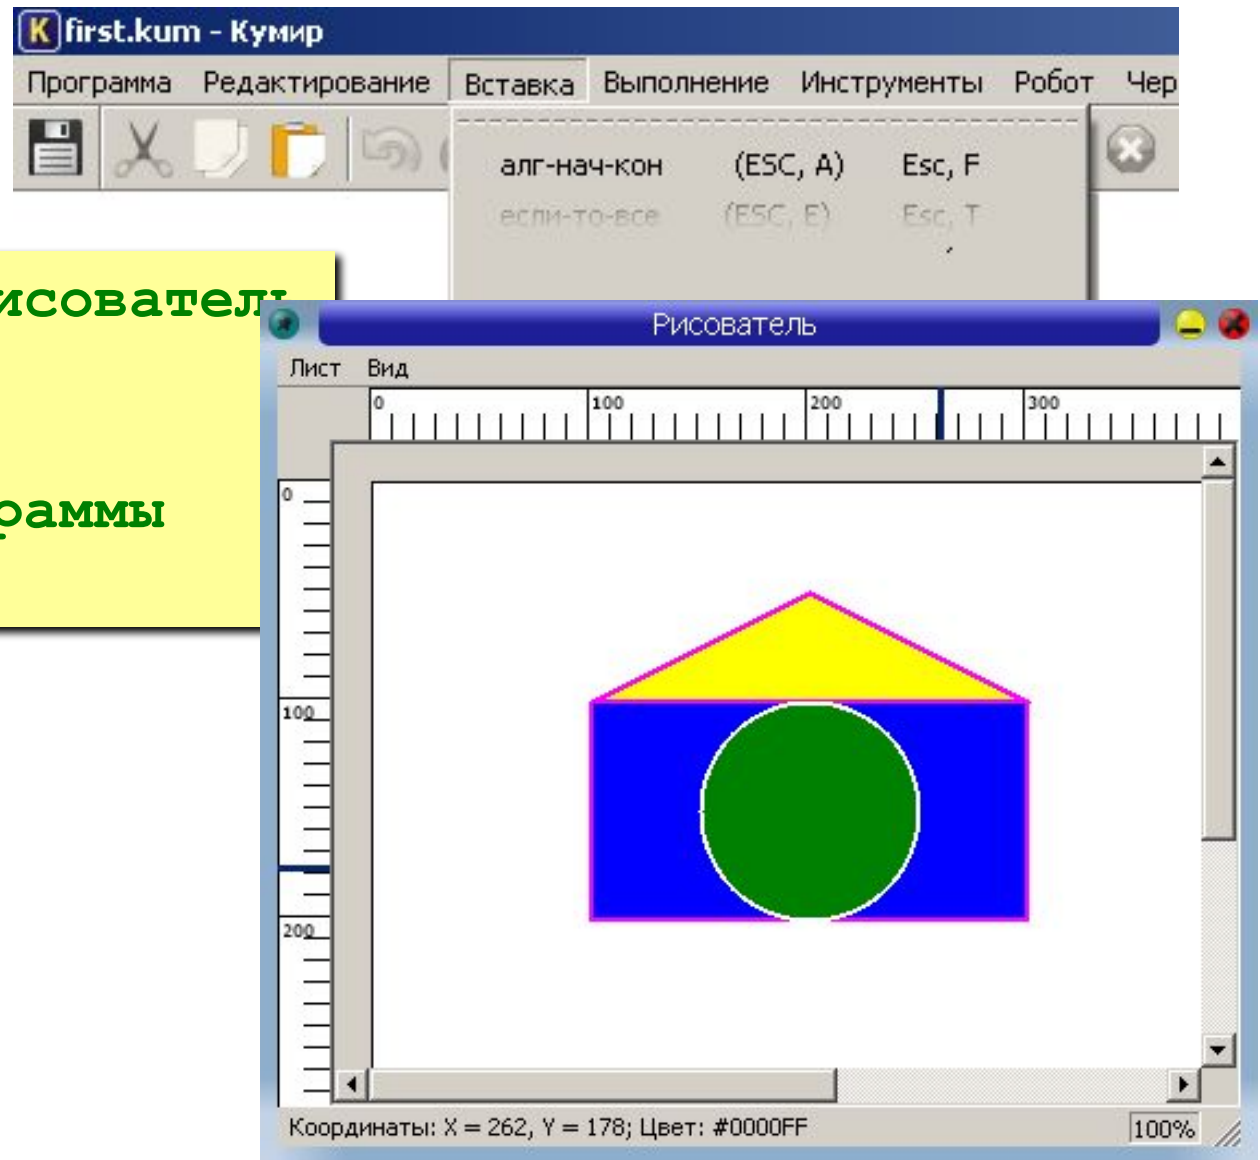 K first.kum - Кумир
Программа Редактирование Вставка Выполнение Инструменты Робот Чер
алг-нач-кон (ESC, A) Esc, F
если-то-все (ESC, E) Esc, T
исователь
раммы
Рисователь
Лист Вид
0 100 200 300
0
100
200
Координаты: X = 262, Y = 178; Цвет: #0000FF 100%